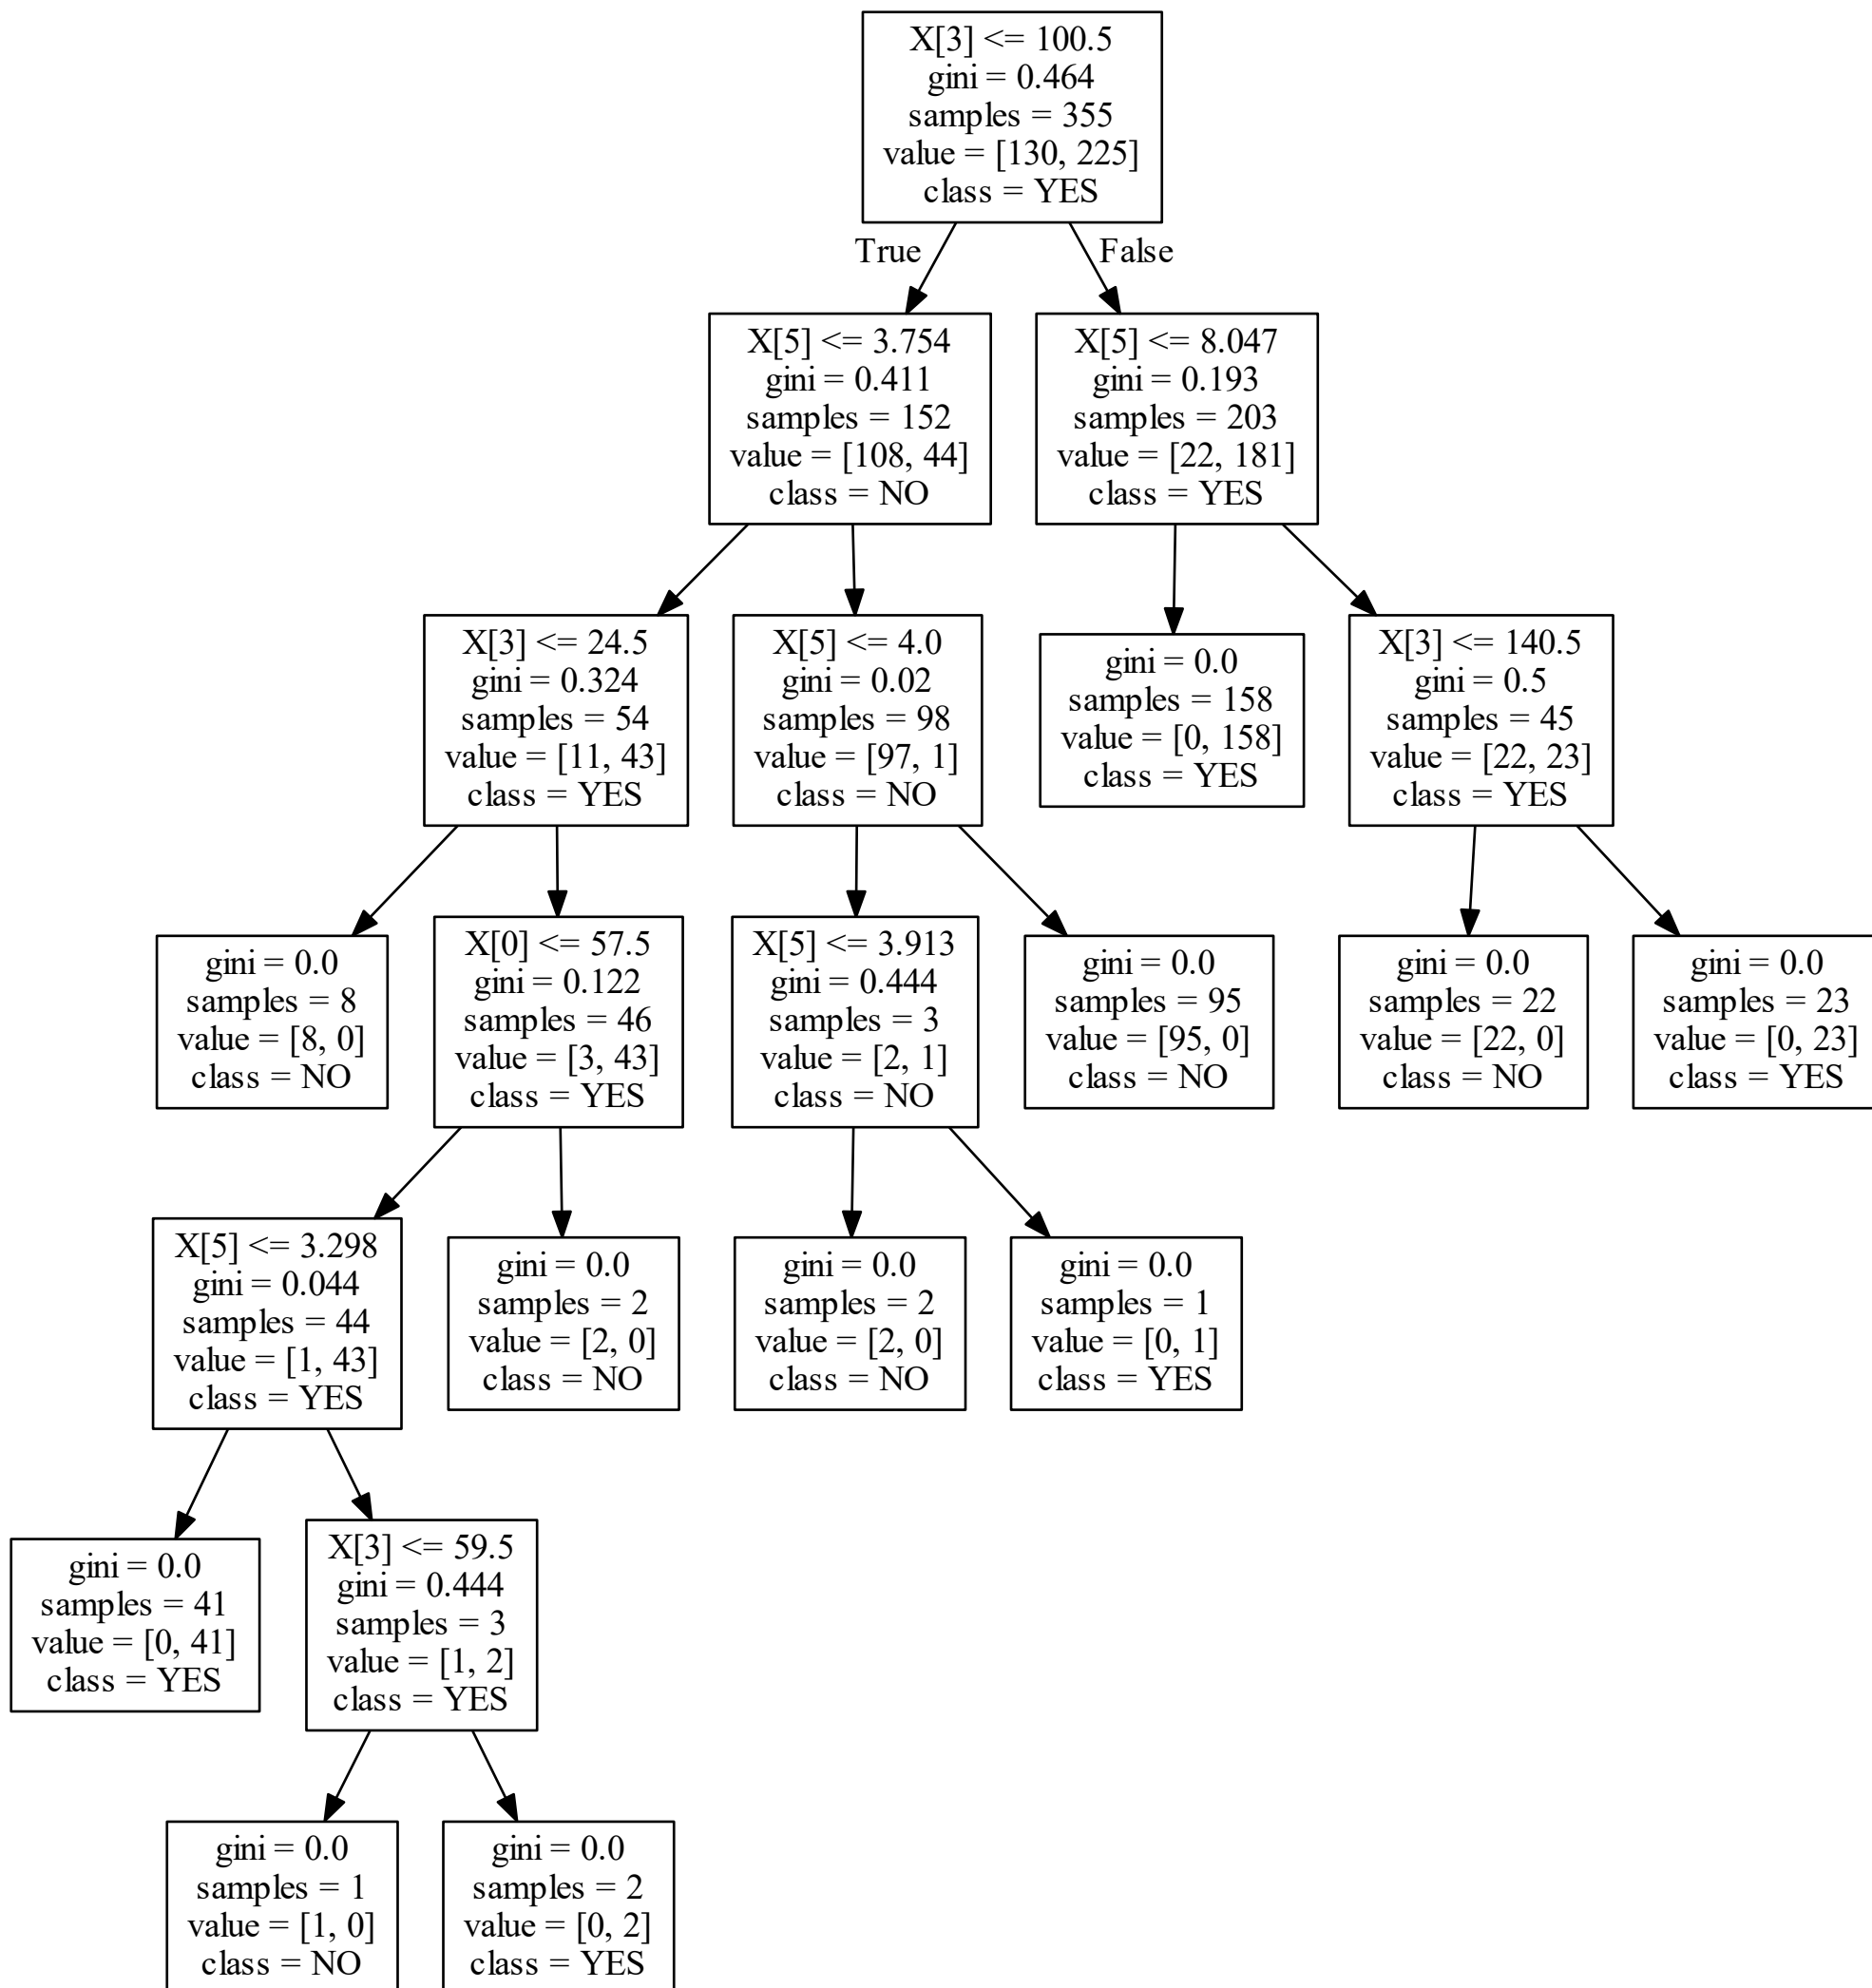 X[3] <= 100.5
gini = 0.464
samples = 355
value = [130, 225]
class = YES
True
False
X[5] <= 3.754
gini = 0.411
samples = 152
value = [108, 44]
class = NO
X[5] <= 8.047
gini = 0.193
samples = 203
value = [22, 181]
class = YES
X[3] <= 24.5
gini = 0.324
samples = 54
value = [11, 43]
class = YES
X[5] <= 4.0
gini = 0.02
samples = 98
value = [97, 1]
class = NO
gini = 0.0
samples = 158
value = [0, 158]
class = YES
X[3] <= 140.5
gini = 0.5
samples = 45
value = [22, 23]
class = YES
gini = 0.0
samples = 8
value = [8, 0]
class = NO
X[0] <= 57.5
gini = 0.122
samples = 46
value = [3, 43]
class = YES
X[5] <= 3.913
gini = 0.444
samples = 3
value = [2, 1]
class = NO
gini = 0.0
samples = 95
value = [95, 0]
class = NO
gini = 0.0
samples = 22
value = [22, 0]
class = NO
gini = 0.0
samples = 23
value = [0, 23]
class = YES
X[5] <= 3.298
gini = 0.044
samples = 44
value = [1, 43]
class = YES
gini = 0.0
samples = 2
value = [2, 0]
class = NO
gini = 0.0
samples = 2
value = [2, 0]
class = NO
gini = 0.0
samples = 1
value = [0, 1]
class = YES
gini = 0.0
samples = 41
value = [0, 41]
class = YES
X[3] <= 59.5
gini = 0.444
samples = 3
value = [1, 2]
class = YES
gini = 0.0
samples = 1
value = [1, 0]
class = NO
gini = 0.0
samples = 2
value = [0, 2]
class = YES